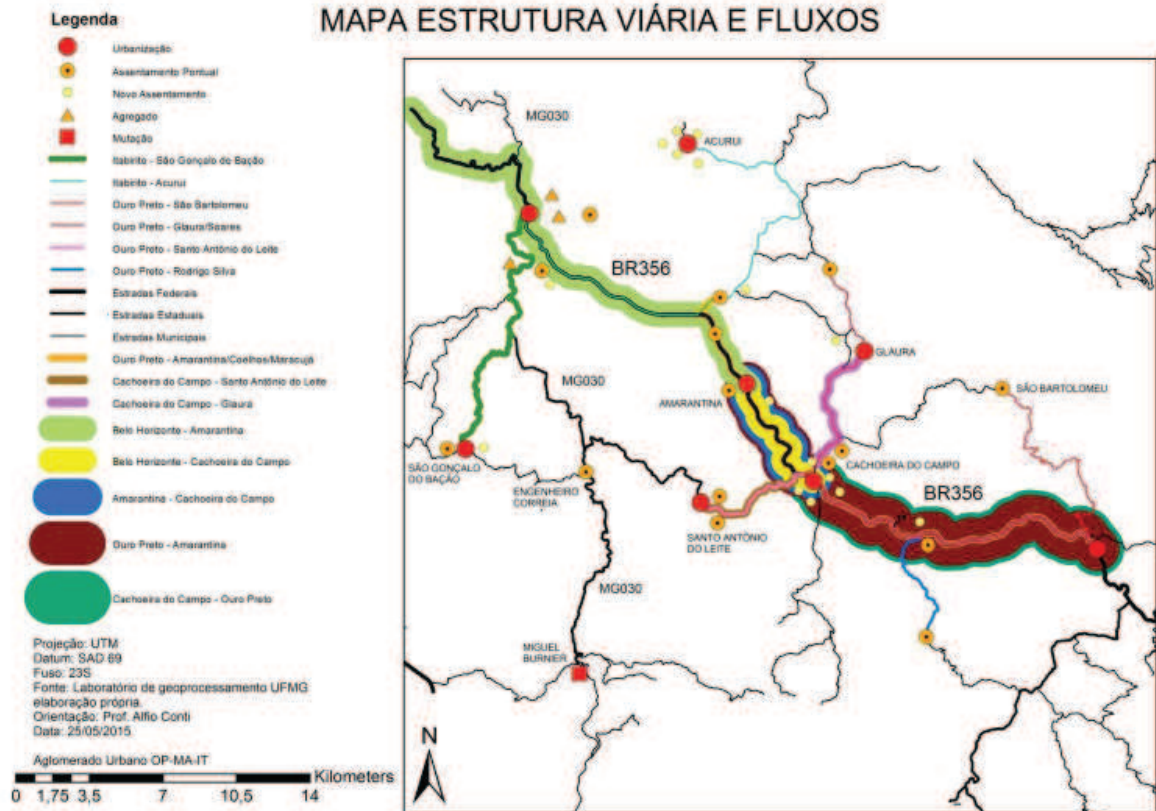 MAPA ESTRUTURA VIÁRIA E FLUXOS
Legenda
Urbanização
Assentamento Pontual
Novo Assentamento
Agregado
Mutação
Itabirito - São Gonçalo do Bação
Itabirito - Acuruí
Ouro Preto - São Bartolomeu
Ouro Preto - Glaura/Soares
Ouro Preto - Santo Antônio do Leite
Ouro Preto - Rodrigo Silva
Estradas Federais
Estradas Estaduais
Estradas Municipais
Ouro Preto - Amarantina/Coelhos/Maracujá
Cachoeira do Campo - Santo Antônio do Leite
Cachoeira do Campo - Glaura
Belo Horizonte - Amarantina
Belo Horizonte - Cachoeira do Campo
Amarantina - Cachoeira do Campo
Ouro Preto - Amarantina
Cachoeira do Campo - Ouro Preto
Projeção: UTM
Datum: SAD 69
Fuso: 23S
Fonte: Laboratório de geoprocessamento UFMG
elaboração própria.
Orientação: Prof. Alfio Conti
Data: 25/05/2015
Aglomerado Urbano OP-MA-IT
Kilometers
0 1,75 3,5 7 10,5 14
MG030
ACURUI
BR356
GLAURA
MG030
SÃO BARTOLOMEU
AMARANTINA
SÃO GONÇALO
DO BAÇÃO
CACHOEIRA DO CAMPO
ENGENHEIRO
CORREIA
BR356
SANTO ANTÔNIO
DO LEITE
MG030
MIGUEL
BURNIER
N